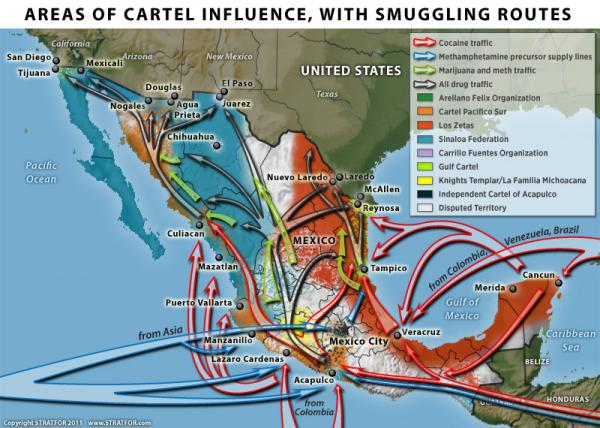 AREAS OF CARTEL INFLUENCE, WITH SMUGGLING ROUTES
California
San Diego
Tijuana
Mexicali
Arizona
New Mexico
Douglas
El Paso
Nogales
Agua
Prieta
Juarez
UNITED STATES
Texas
Chihuahua
Pacific
Ocean
Nuevo Laredo
Laredo
McAllen
Reynosa
Culiacan
MEXICO
Mazatlan
Tampico
from Colombia, Venezuela, Brazil
Cancun
Merida
Gulf of
Mexico
Puerto Vallarta
from Asia
Manzanillo
Mexico City
Veracruz
Caribbean
Sea
Lazaro Cardenas
BELIZE
Acapulco
from
Colombia
GUATEMALA
HONDURAS
Cocaine traffic
Methamphetamine precursor supply lines
Marijuana and meth traffic
All drug traffic
Arellano Felix Organization
Cartel Pacifico Sur
Los Zetas
Sinaloa Federation
Carrillo Fuentes Organization
Gulf Cartel
Knights Templar/La Familia Michoacana
Independent Cartel of Acapulco
Disputed Territory
Copyright STRATFOR 2011 www.STRATFOR.com